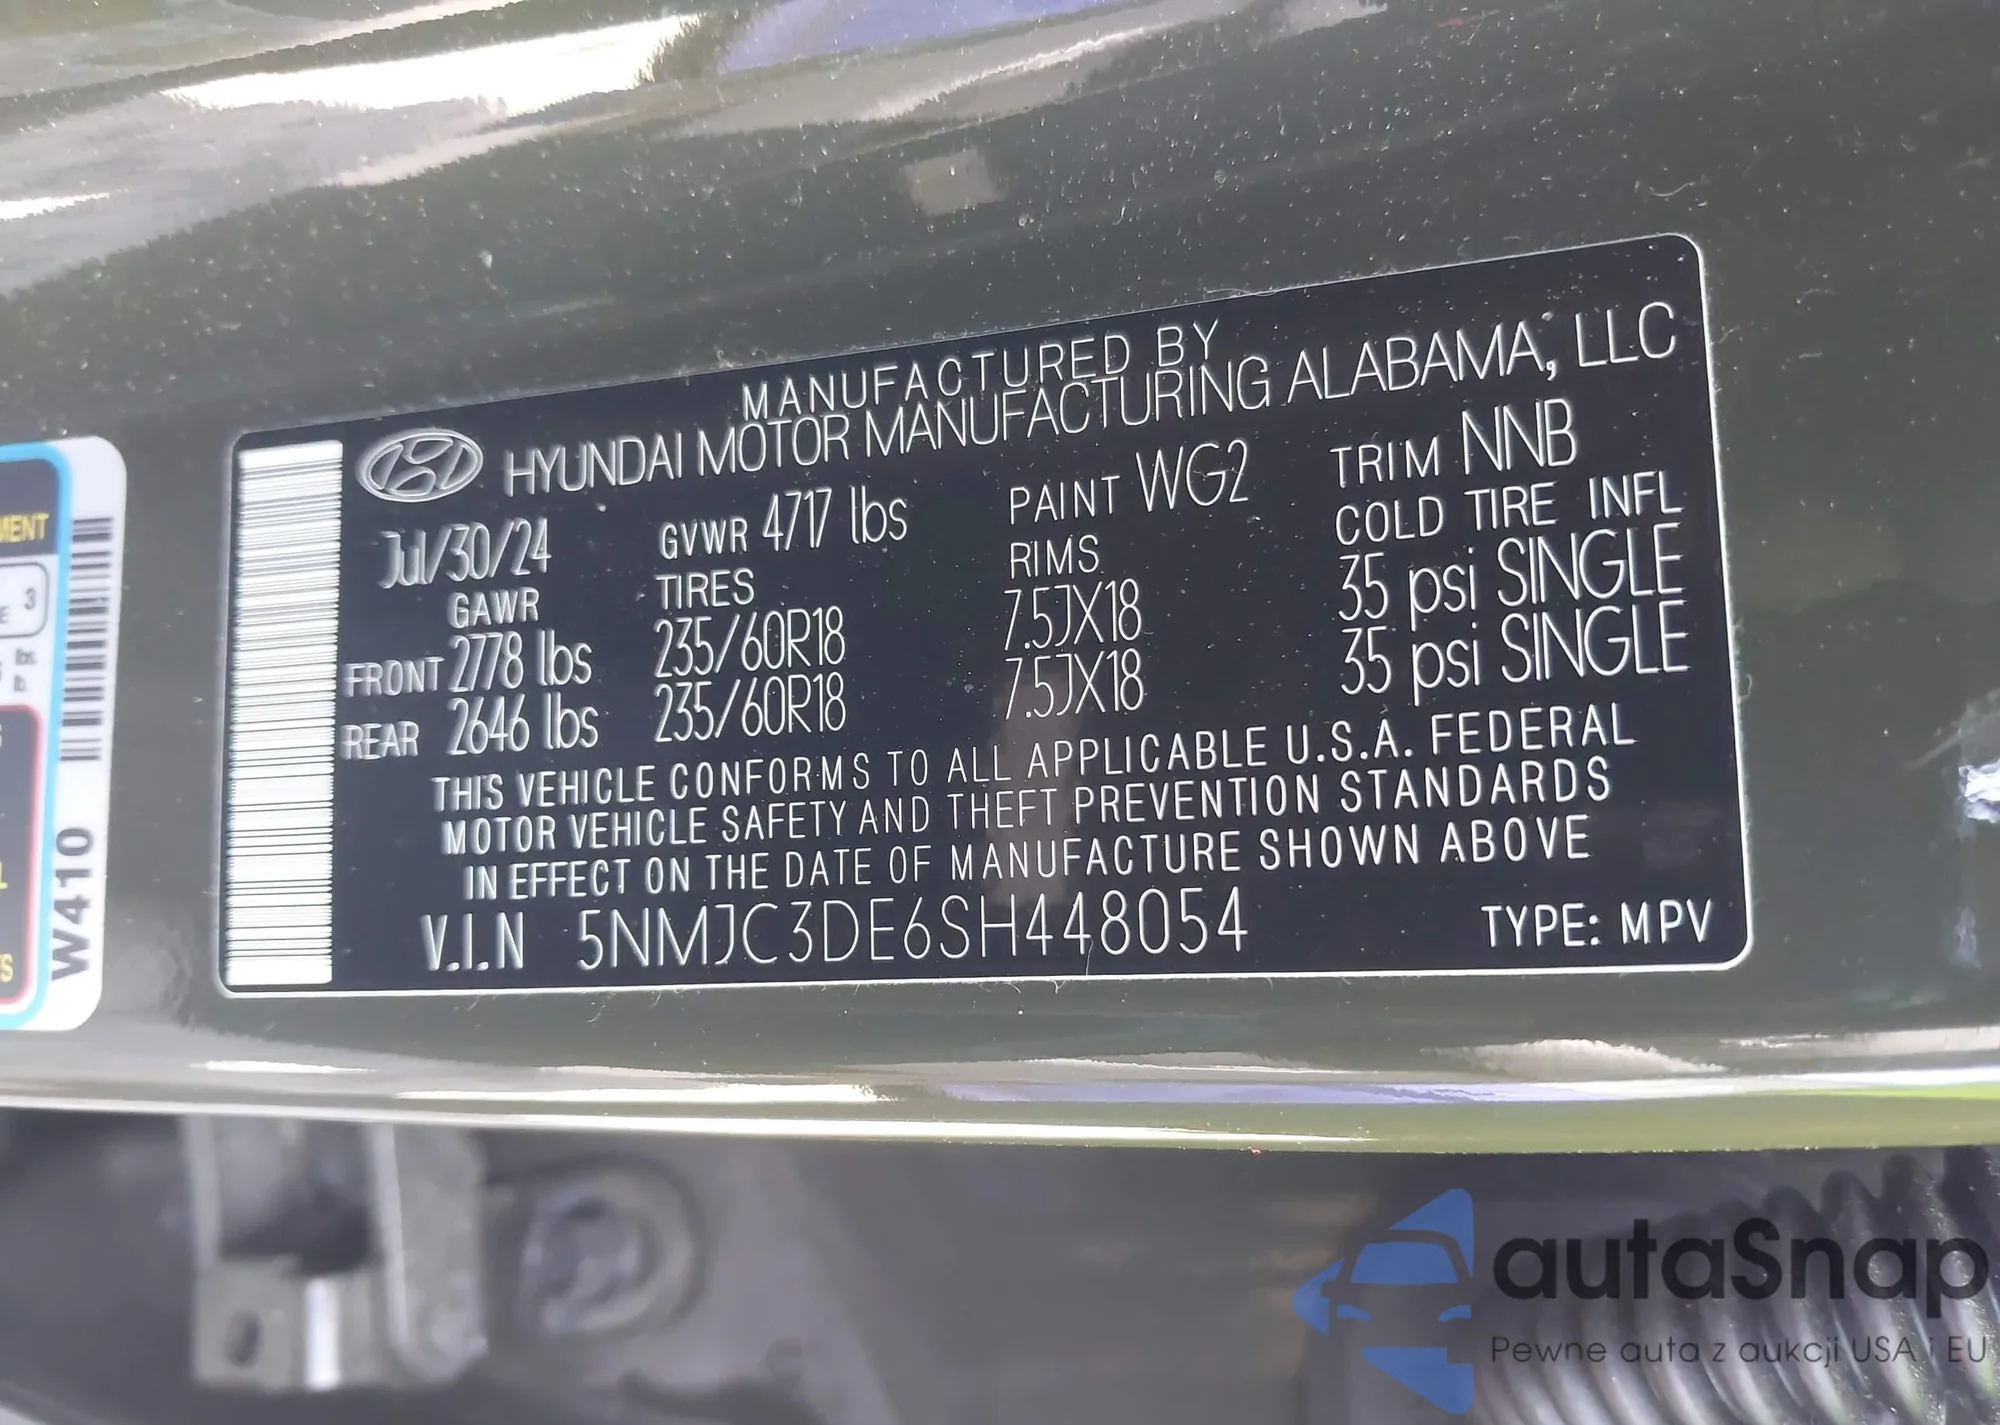 MANUFACTURED BY
HYUNDAI MOTOR MANUFACTURING ALABAMA, LLC
Jul/30/24 GVWR 4717 lbs PAINT WG2 TRIM NNB
GAWR TIRES RIMS COLD TIRE INFL
FRONT 2778 lbs 235/60R18 7.5JX18 35 psi SINGLE
REAR 2646 lbs 235/60R18 7.5JX18 35 psi SINGLE
THIS VEHICLE CONFORMS TO ALL APPLICABLE U.S.A. FEDERAL
MOTOR VEHICLE SAFETY AND THEFT PREVENTION STANDARDS
IN EFFECT ON THE DATE OF MANUFACTURE SHOWN ABOVE
V.I.N 5NMJC3DE6SH448054 TYPE: MPV
3
lbs.
lb.
W410
autaSnap
Pewne auta z aukcji USA i EU